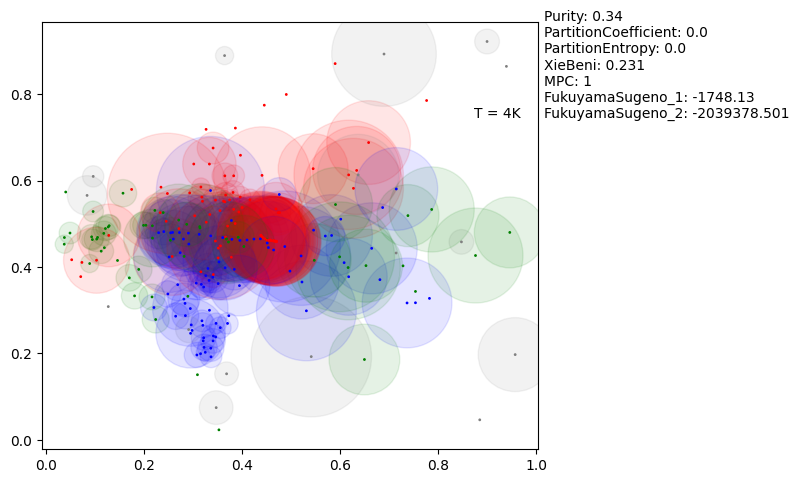 Purity: 0.34
PartitionCoefficient: 0.0
PartitionEntropy: 0.0
XieBeni: 0.231
MPC: 1
FukuyamaSugeno_1: -1748.13
FukuyamaSugeno_2: -2039378.501
T = 4K
0.8
0.6
0.4
0.2
0.0
0.0 0.2 0.4 0.6 0.8 1.0